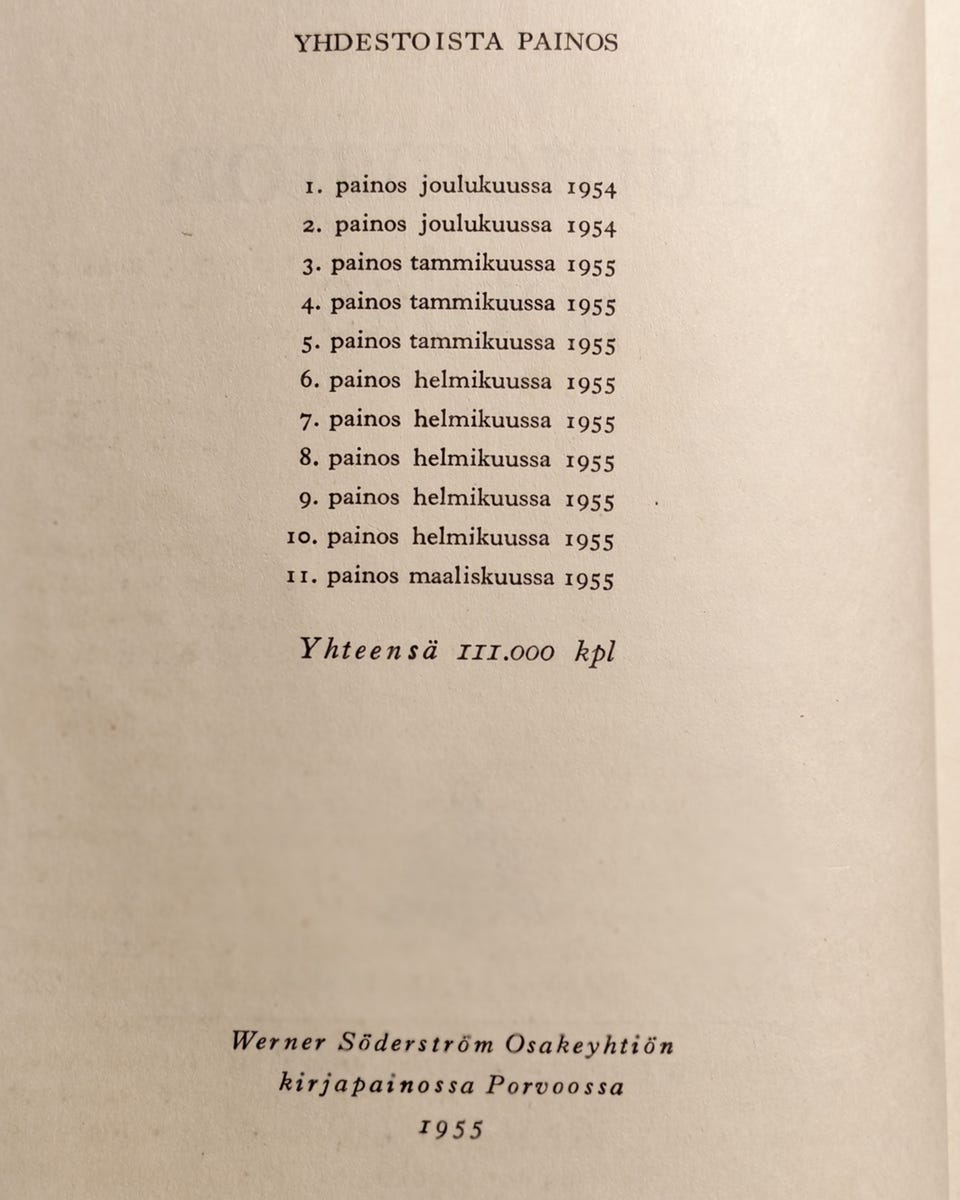 YHDESTOISTA PAINOS
1. painos joulukuussa 1954
2. painos joulukuussa 1954
3. painos tammikuussa 1955
4. painos tammikuussa 1955
5. painos tammikuussa 1955
6. painos helmikuussa 1955
7. painos helmikuussa 1955
8. painos helmikuussa 1955
9. painos helmikuussa 1955
10. painos helmikuussa 1955
11. painos maaliskuussa 1955
Yhteensä 111.000 kpl
Werner Söderström Osakeyhtiön
kirjapainossa Porvoossa
1955